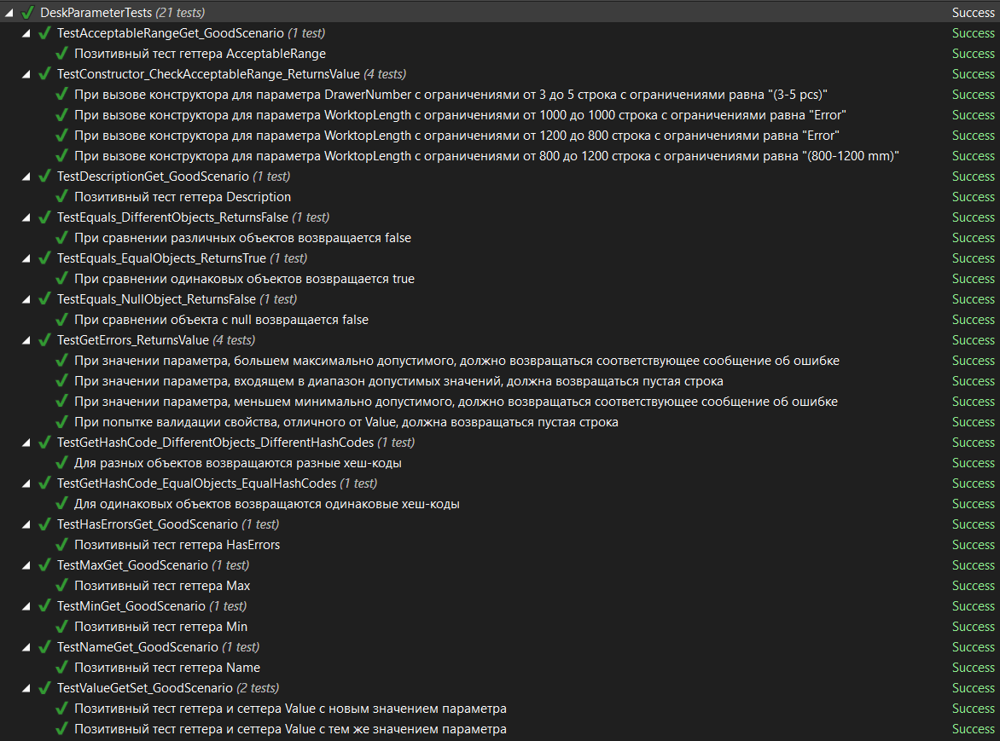 DeskParameterTests (21 tests) Success
TestAcceptableRangeGet_GoodScenario (1 test) Success
Позитивный тест геттера AcceptableRange Success
TestConstructor_CheckAcceptableRange_ReturnsValue (4 tests) Success
При вызове конструктора для параметра DrawerNumber с ограничениями от 3 до 5 строка с ограничениями равна "(3-5 pcs)" Success
При вызове конструктора для параметра WorktopLength с ограничениями от 1000 до 1000 строка с ограничениями равна "Error" Success
При вызове конструктора для параметра WorktopLength с ограничениями от 1200 до 800 строка с ограничениями равна "Error" Success
При вызове конструктора для параметра WorktopLength с ограничениями от 800 до 1200 строка с ограничениями равна "(800-1200 mm)" Success
TestDescriptionGet_GoodScenario (1 test) Success
Позитивный тест геттера Description Success
TestEquals_DifferentObjects_ReturnsFalse (1 test) Success
При сравнении различных объектов возвращается false Success
TestEquals_EqualObjects_ReturnsTrue (1 test) Success
При сравнении одинаковых объектов возвращается true Success
TestEquals_NullObject_ReturnsFalse (1 test) Success
При сравнении объекта с null возвращается false Success
TestGetErrors_ReturnsValue (4 tests) Success
При значении параметра, большем максимально допустимого, должно возвращаться соответствующее сообщение об ошибке Success
При значении параметра, входящем в диапазон допустимых значений, должна возвращаться пустая строка Success
При значении параметра, меньшем минимально допустимого, должно возвращаться соответствующее сообщение об ошибке Success
При попытке валидации свойства, отличного от Value, должна возвращаться пустая строка Success
TestGetHashCode_DifferentObjects_DifferentHashCodes (1 test) Success
Для разных объектов возвращаются разные хеш-коды Success
TestGetHashCode_EqualObjects_EqualHashCodes (1 test) Success
Для одинаковых объектов возвращаются одинаковые хеш-коды Success
TestHasErrorsGet_GoodScenario (1 test) Success
Позитивный тест геттера HasErrors Success
TestMaxGet_GoodScenario (1 test) Success
Позитивный тест геттера Max Success
TestMinGet_GoodScenario (1 test) Success
Позитивный тест геттера Min Success
TestNameGet_GoodScenario (1 test) Success
Позитивный тест геттера Name Success
TestValueGetSet_GoodScenario (2 tests) Success
Позитивный тест геттера и сеттера Value с новым значением параметра Success
Позитивный тест геттера и сеттера Value с тем же значением параметра Success